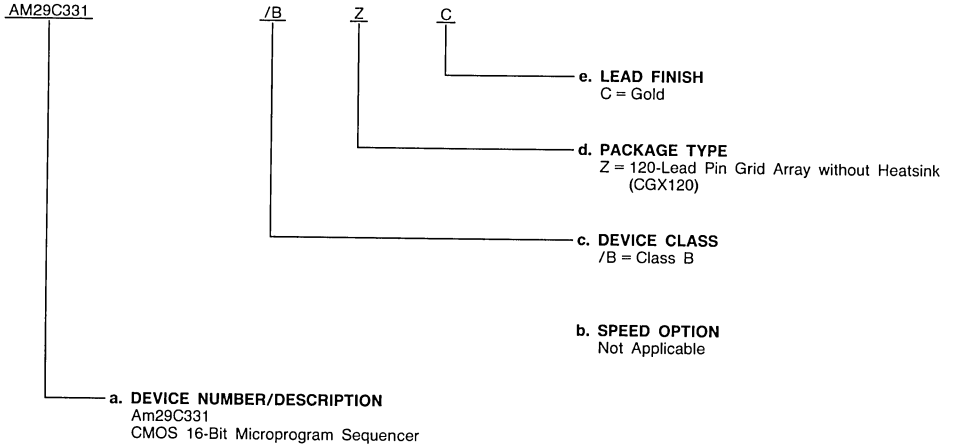 AM29C331 /B Z C
e. LEAD FINISH
C = Gold
d. PACKAGE TYPE
Z = 120-Lead Pin Grid Array without Heatsink
(CGX120)
c. DEVICE CLASS
/B = Class B
b. SPEED OPTION
Not Applicable
a. DEVICE NUMBER/DESCRIPTION
Am29C331
CMOS 16-Bit Microprogram Sequencer